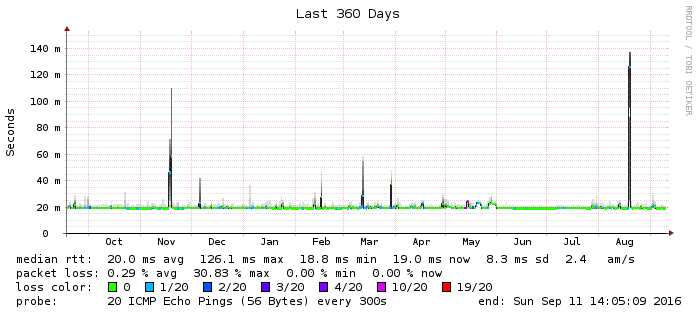 Last 360 Days
RRDTOOL / TOBI OETIKER
Seconds
140 m
120 m
100 m
80 m
60 m
40 m
20 m
0
Oct Nov Dec Jan Feb Mar Apr May Jun Jul Aug
median rtt: 20.0 ms avg 126.1 ms max 18.8 ms min 19.0 ms now 8.3 ms sd 2.4 am/s
packet loss: 0.29 % avg 30.83 % max 0.00 % min 0.00 % now
loss color: 0 1/20 2/20 3/20 4/20 10/20 19/20
probe: 20 ICMP Echo Pings (56 Bytes) every 300s end: Sun Sep 11 14:05:09 2016